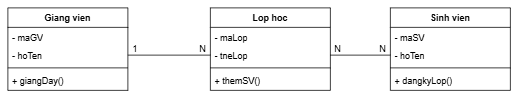 Giang vien
- maGV
- hoTen
+ giangDay()
1
N
Lop hoc
- maLop
- tneLop
+ themSV()
N
N
Sinh vien
- maSV
- hoTen
+ dangkyLop()